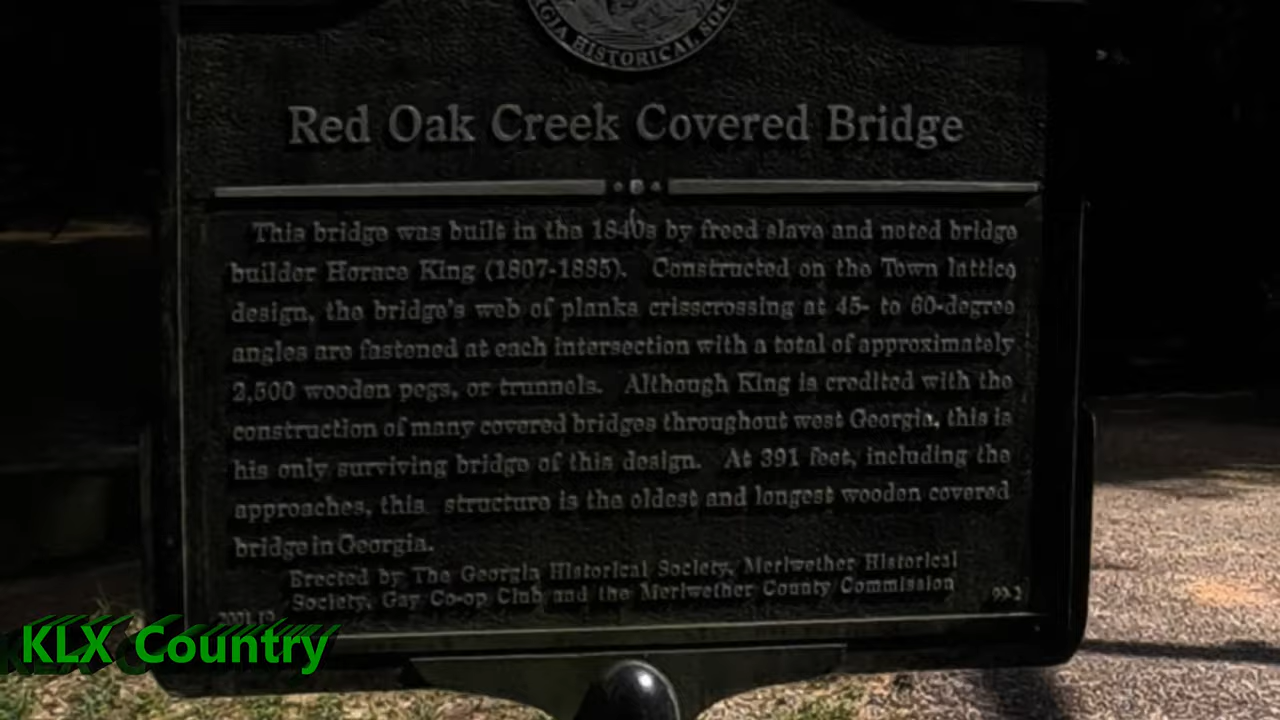 GIA HISTORICAL SOC
Red Oak Creek Covered Bridge
This bridge was built in the 1840s by freed slave and noted bridge
builder Horace King (1807-1885). Constructed on the Town lattice
design, the bridge's web of planks crisscrossing at 45- to 60-degree
angles are fastened at each intersection with a total of approximately
2,500 wooden pegs, or trunnels. Although King is credited with the
construction of many covered bridges throughout west Georgia, this is
his only surviving bridge of this design. At 391 feet, including the
approaches, this structure is the oldest and longest wooden covered
bridge in Georgia.
Erected by The Georgia Historical Society, Meriwether Historical
Society, Gay Co-op Club and the Meriwether County Commission
99-2
KLX Country